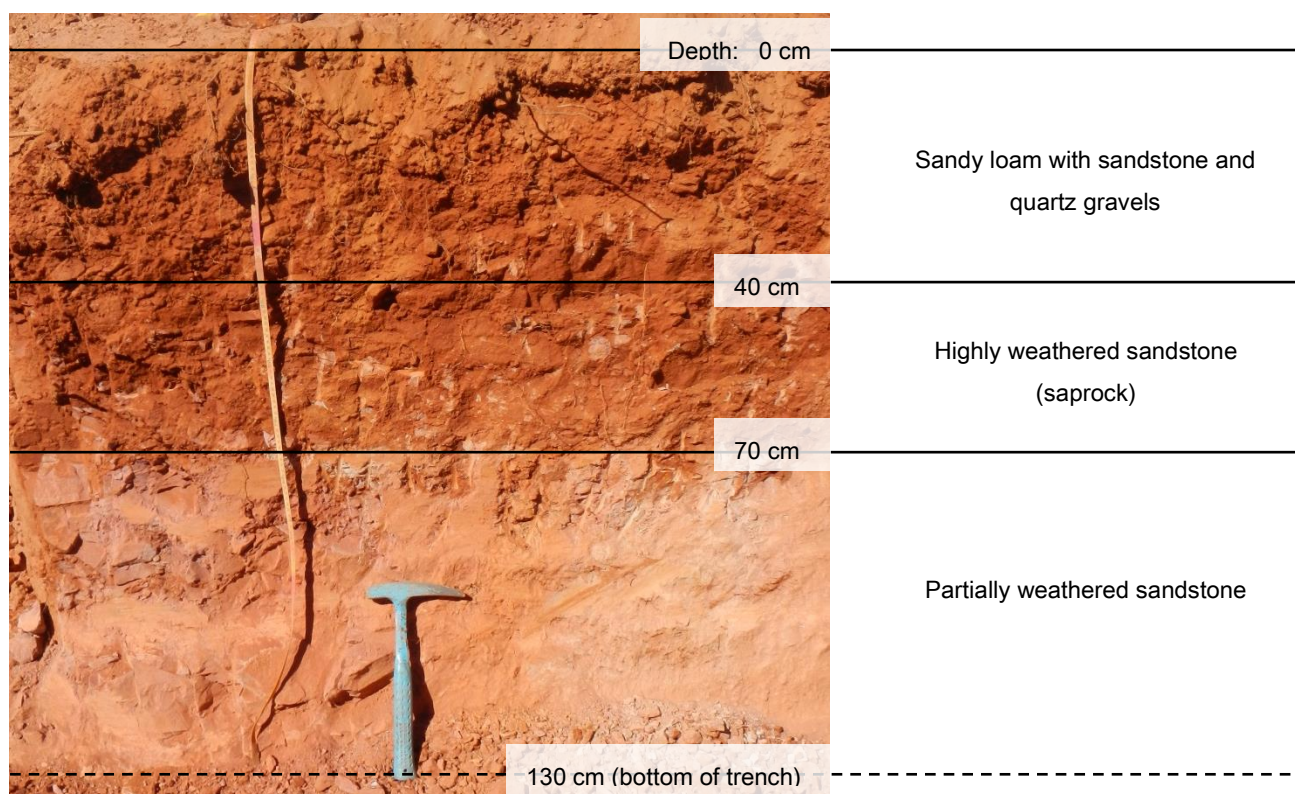 Depth: 0 cm
Sandy loam with sandstone and
quartz gravels
40 cm
Highly weathered sandstone
(saprock)
70 cm
Partially weathered sandstone
130 cm (bottom of trench)